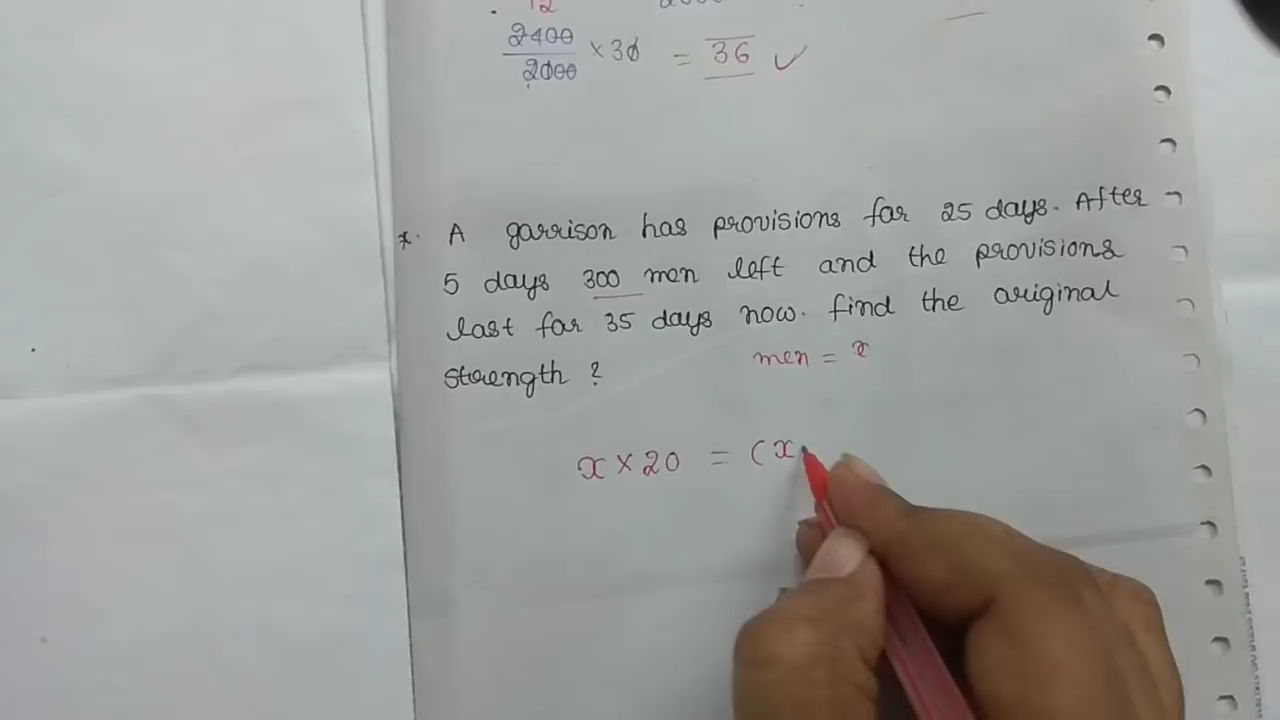 12
2400
2000
×30 = 36 ✓
*. A garrison has provisions for 25 days. After
5 days 300 men left and the provisions
last for 35 days now. find the original
strength ?
men = x
x × 20 = (x